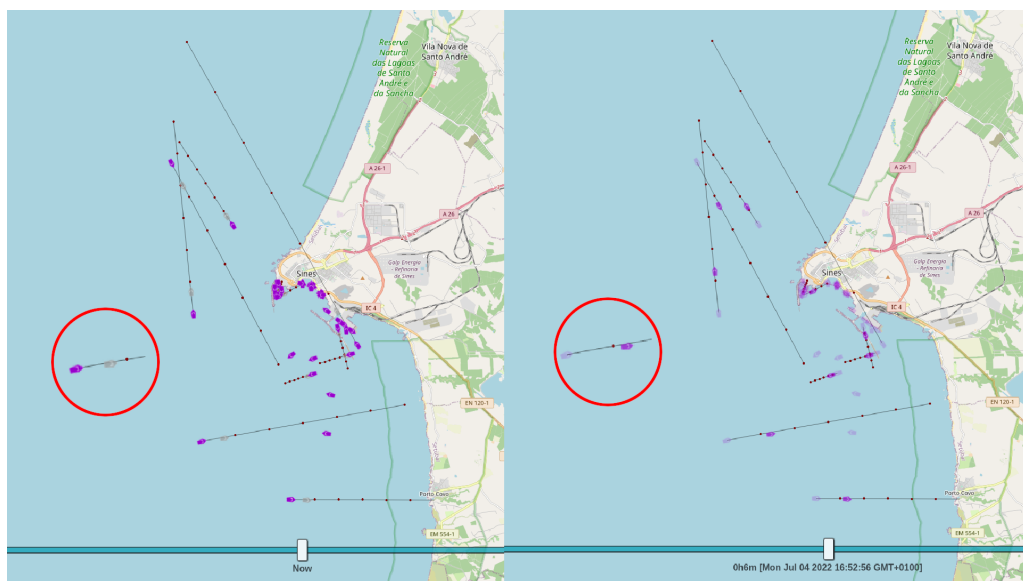 Reserva
Natural
das Lagoas
de Santo
André e
da Sancha
Vila Nova de
Santo André
A 26-1
A 26
Setúbal
Galp Energia
- Refinaria
de Sines
Sines
IC 4
EN 120-1
Setúbal
Porto Covo
EM 554-1
Now
Reserva
Natural
das Lagoas
de Santo
André e
da Sancha
Vila Nova de
Santo André
A 26-1
A 26
Setúbal
Galp Energia
- Refinaria
de Sines
Sines
IC 4
EN 120-1
Setúbal
Porto Covo
EM 554-1
0h6m [Mon Jul 04 2022 16:52:56 GMT+0100]